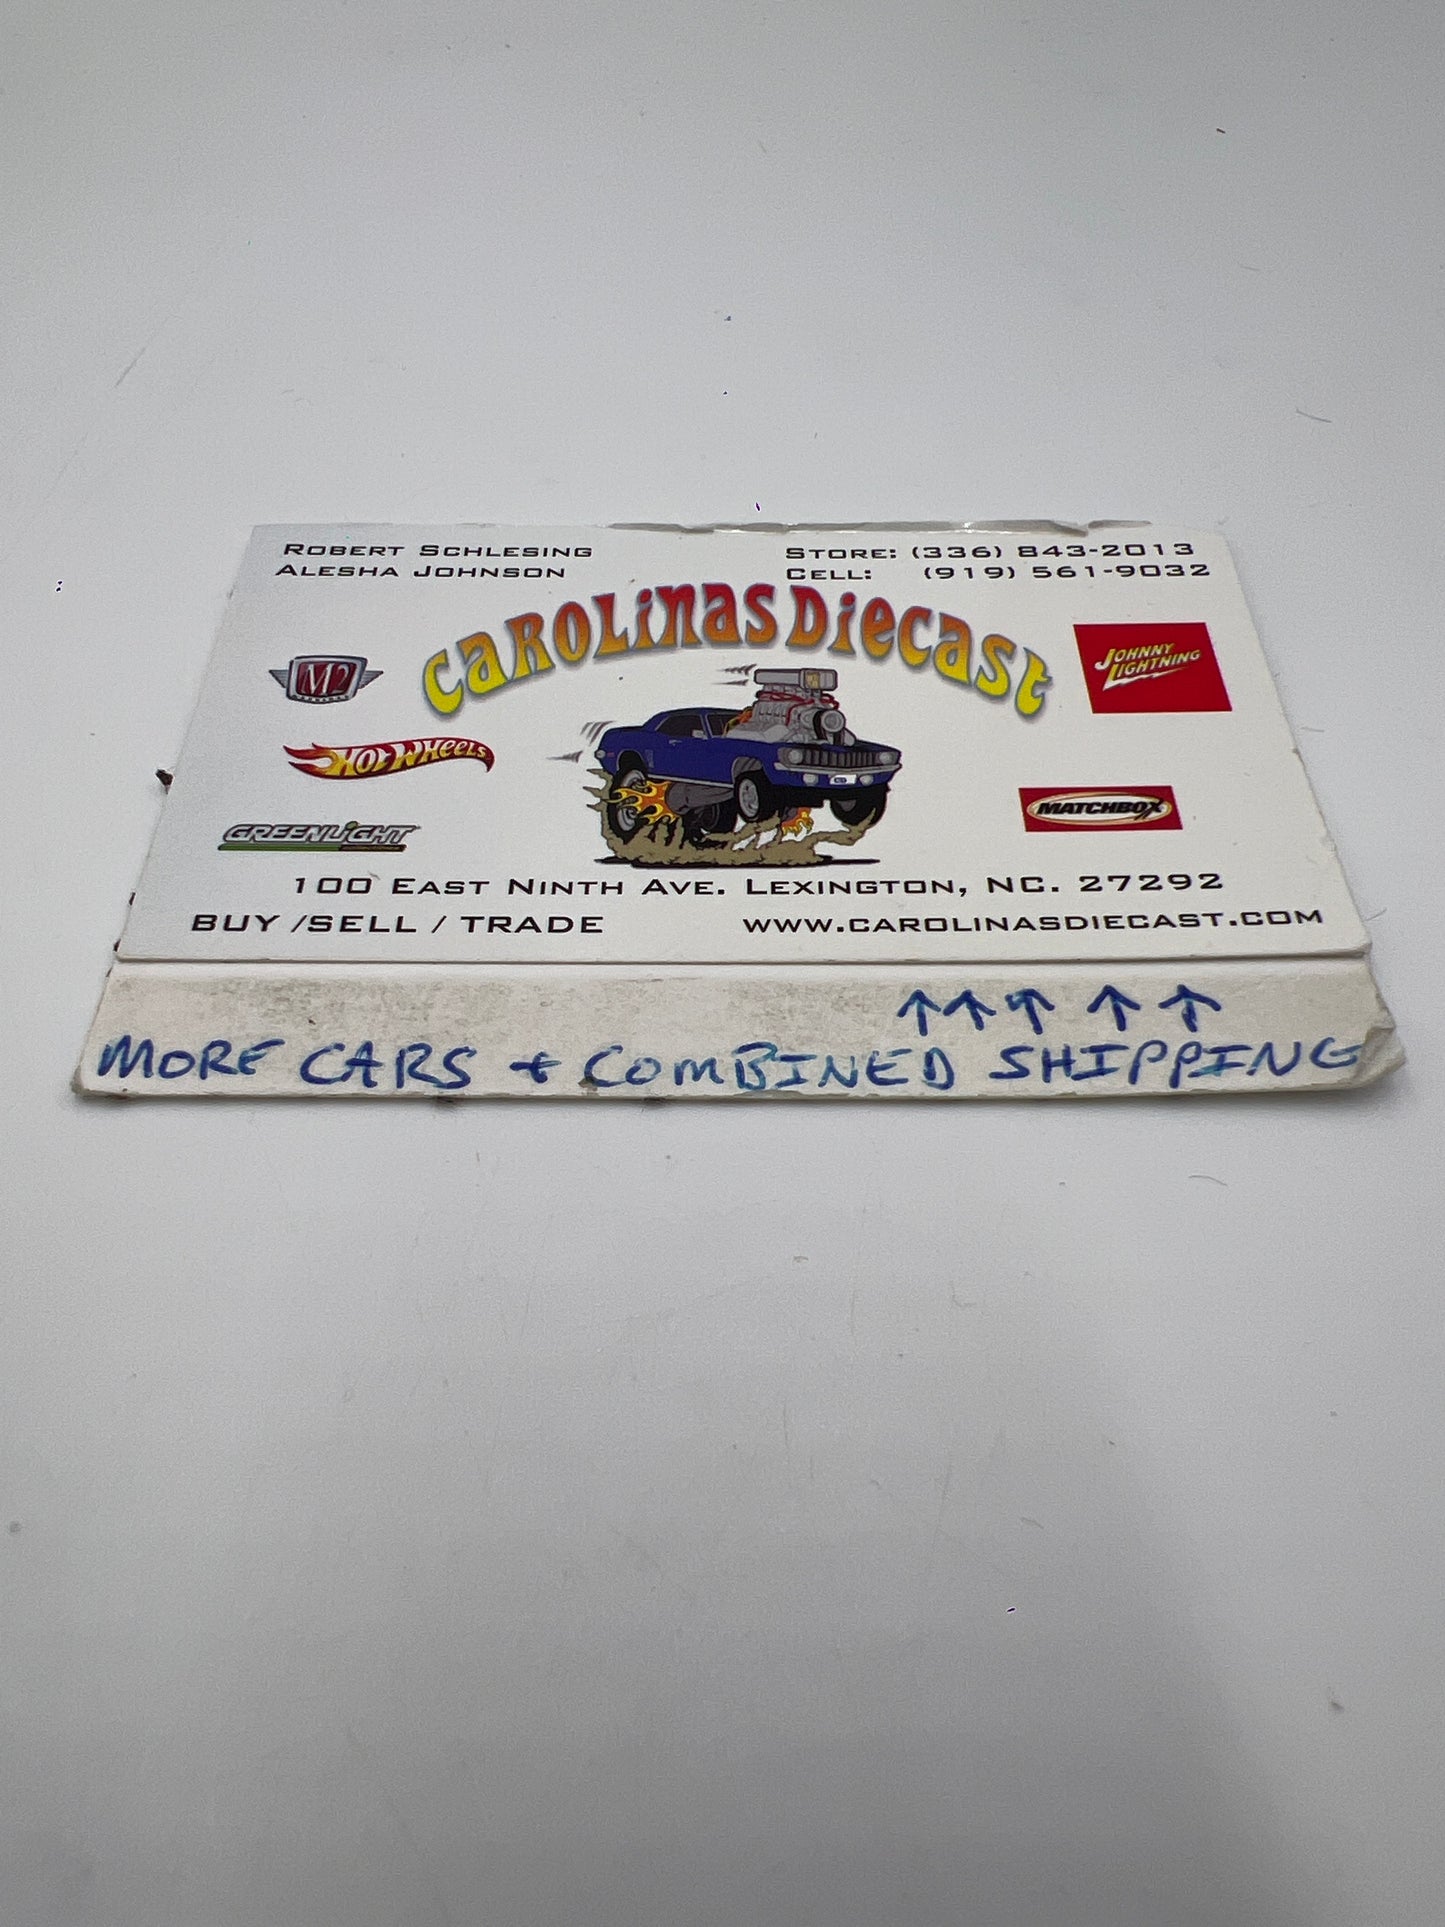 Robert Schlesing Store: (336) 843-2013
Alesha Johnson Cell: (919) 561-9032
Carolinas Diecast
M2
Johnny Lightning
Hot Wheels
Greenlight
Matchbox
100 East Ninth Ave. Lexington, NC. 27292
BUY /SELL / TRADE www.carolinasdiecast.com
↑ ↑ ↑ ↑ ↑
MORE CARS + COMBINED SHIPPING